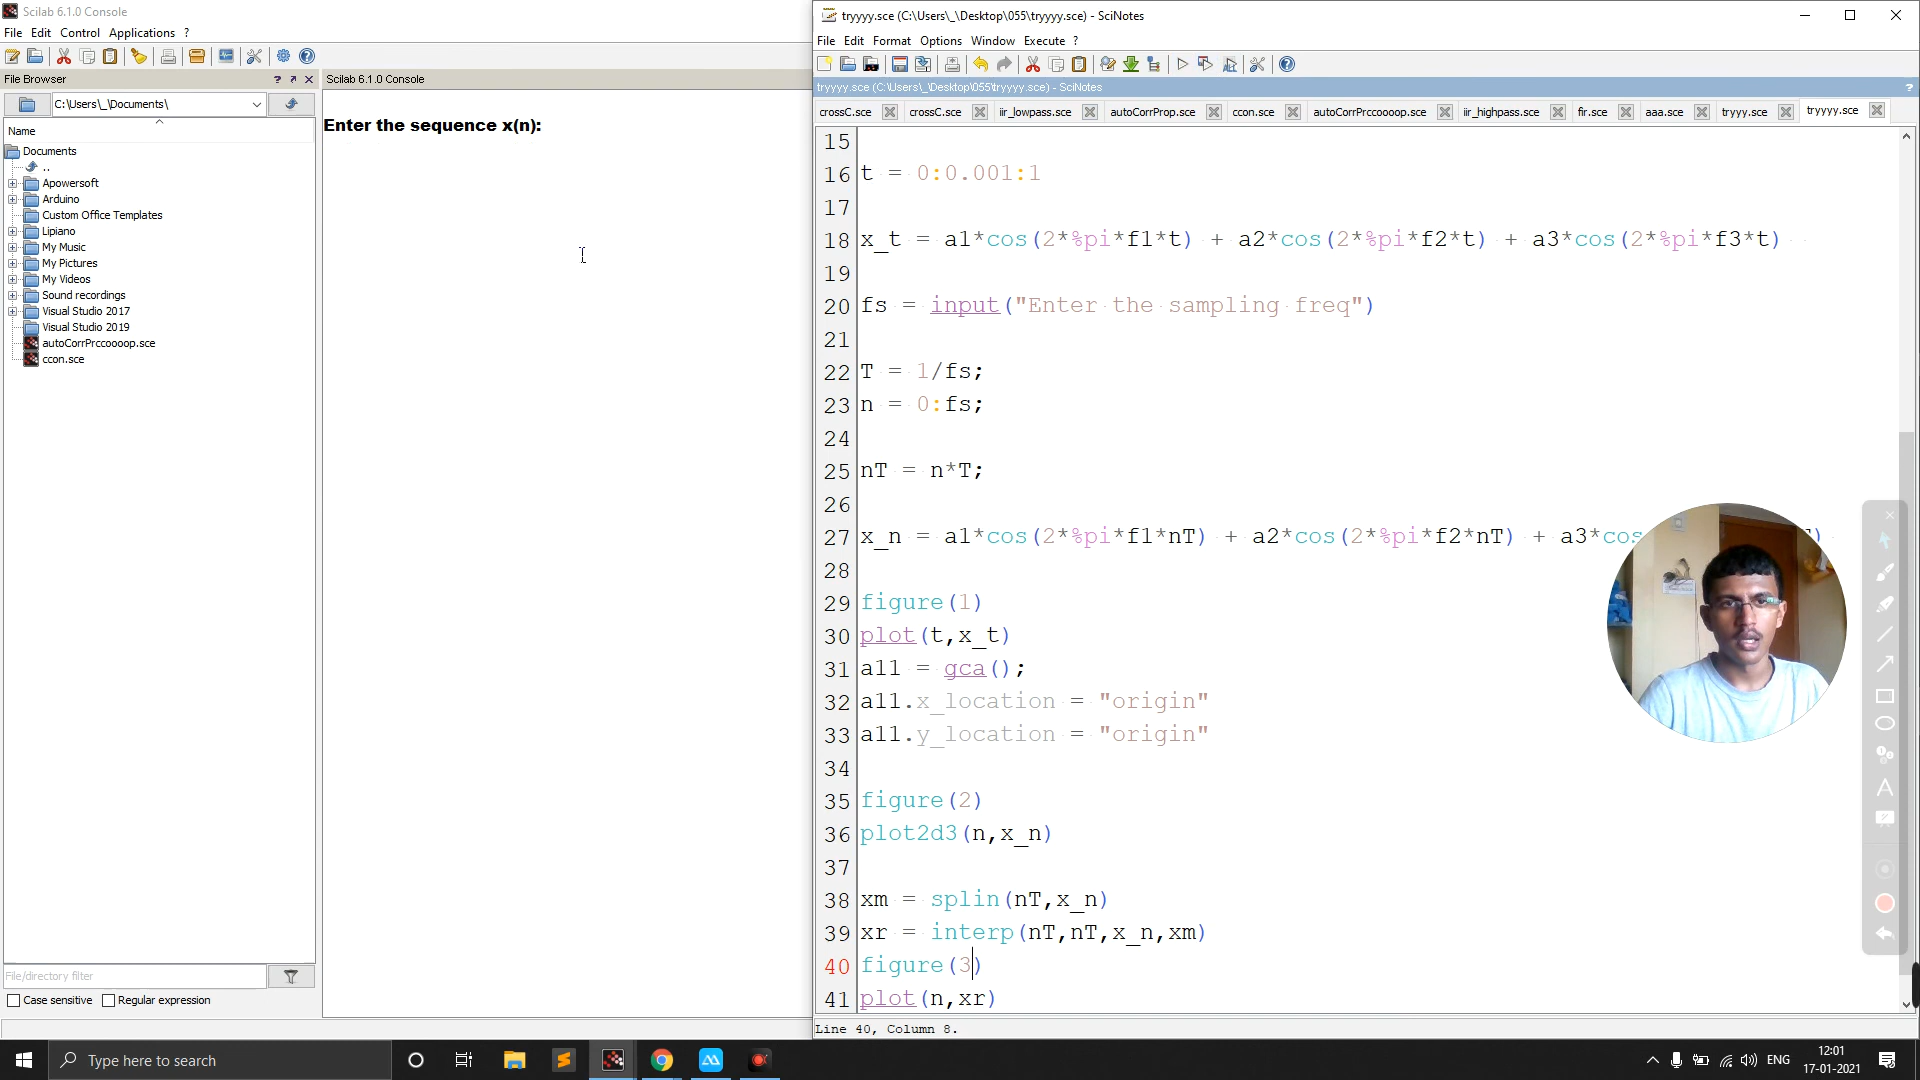 Scilab 6.1.0 Console
File Edit Control Applications ?
File Browser ? Scilab 6.1.0 Console
C:\Users\_\Documents\
Name
Documents
..
Apowersoft
Arduino
Custom Office Templates
Lipiano
My Music
My Pictures
My Videos
Sound recordings
Visual Studio 2017
Visual Studio 2019
autoCorrPrccoooop.sce
ccon.sce
File/directory filter
Case sensitive Regular expression
Enter the sequence x(n):
tryyyy.sce (C:\Users\_\Desktop\055\tryyyy.sce) - SciNotes
File Edit Format Options Window Execute ?
tryyyy.sce (C:\Users\_\Desktop\055\tryyyy.sce) - SciNotes ?
crossC.sce crossC.sce iir_lowpass.sce autoCorrProp.sce ccon.sce autoCorrPrccoooop.sce iir_highpass.sce fir.sce aaa.sce tryyy.sce tryyyy.sce
15
16 t = 0:0.001:1
17
18 x_t = a1*cos(2*%pi*f1*t) + a2*cos(2*%pi*f2*t) + a3*cos(2*%pi*f3*t)
19
20 fs = input("Enter the sampling freq")
21
22 T = 1/fs;
23 n = 0:fs;
24
25 nT = n*T;
26
27 x_n = a1*cos(2*%pi*f1*nT) + a2*cos(2*%pi*f2*nT) + a3*cos )
28
29 figure(1)
30 plot(t,x_t)
31 a11 = gca();
32 a11.x_location = "origin"
33 a11.y_location = "origin"
34
35 figure(2)
36 plot2d3(n,x_n)
37
38 xm = splin(nT,x_n)
39 xr = interp(nT,nT,x_n,xm)
40 figure(3)
41 plot(n,xr)
Line 40, Column 8.
Type here to search
ENG
12:01
17-01-2021